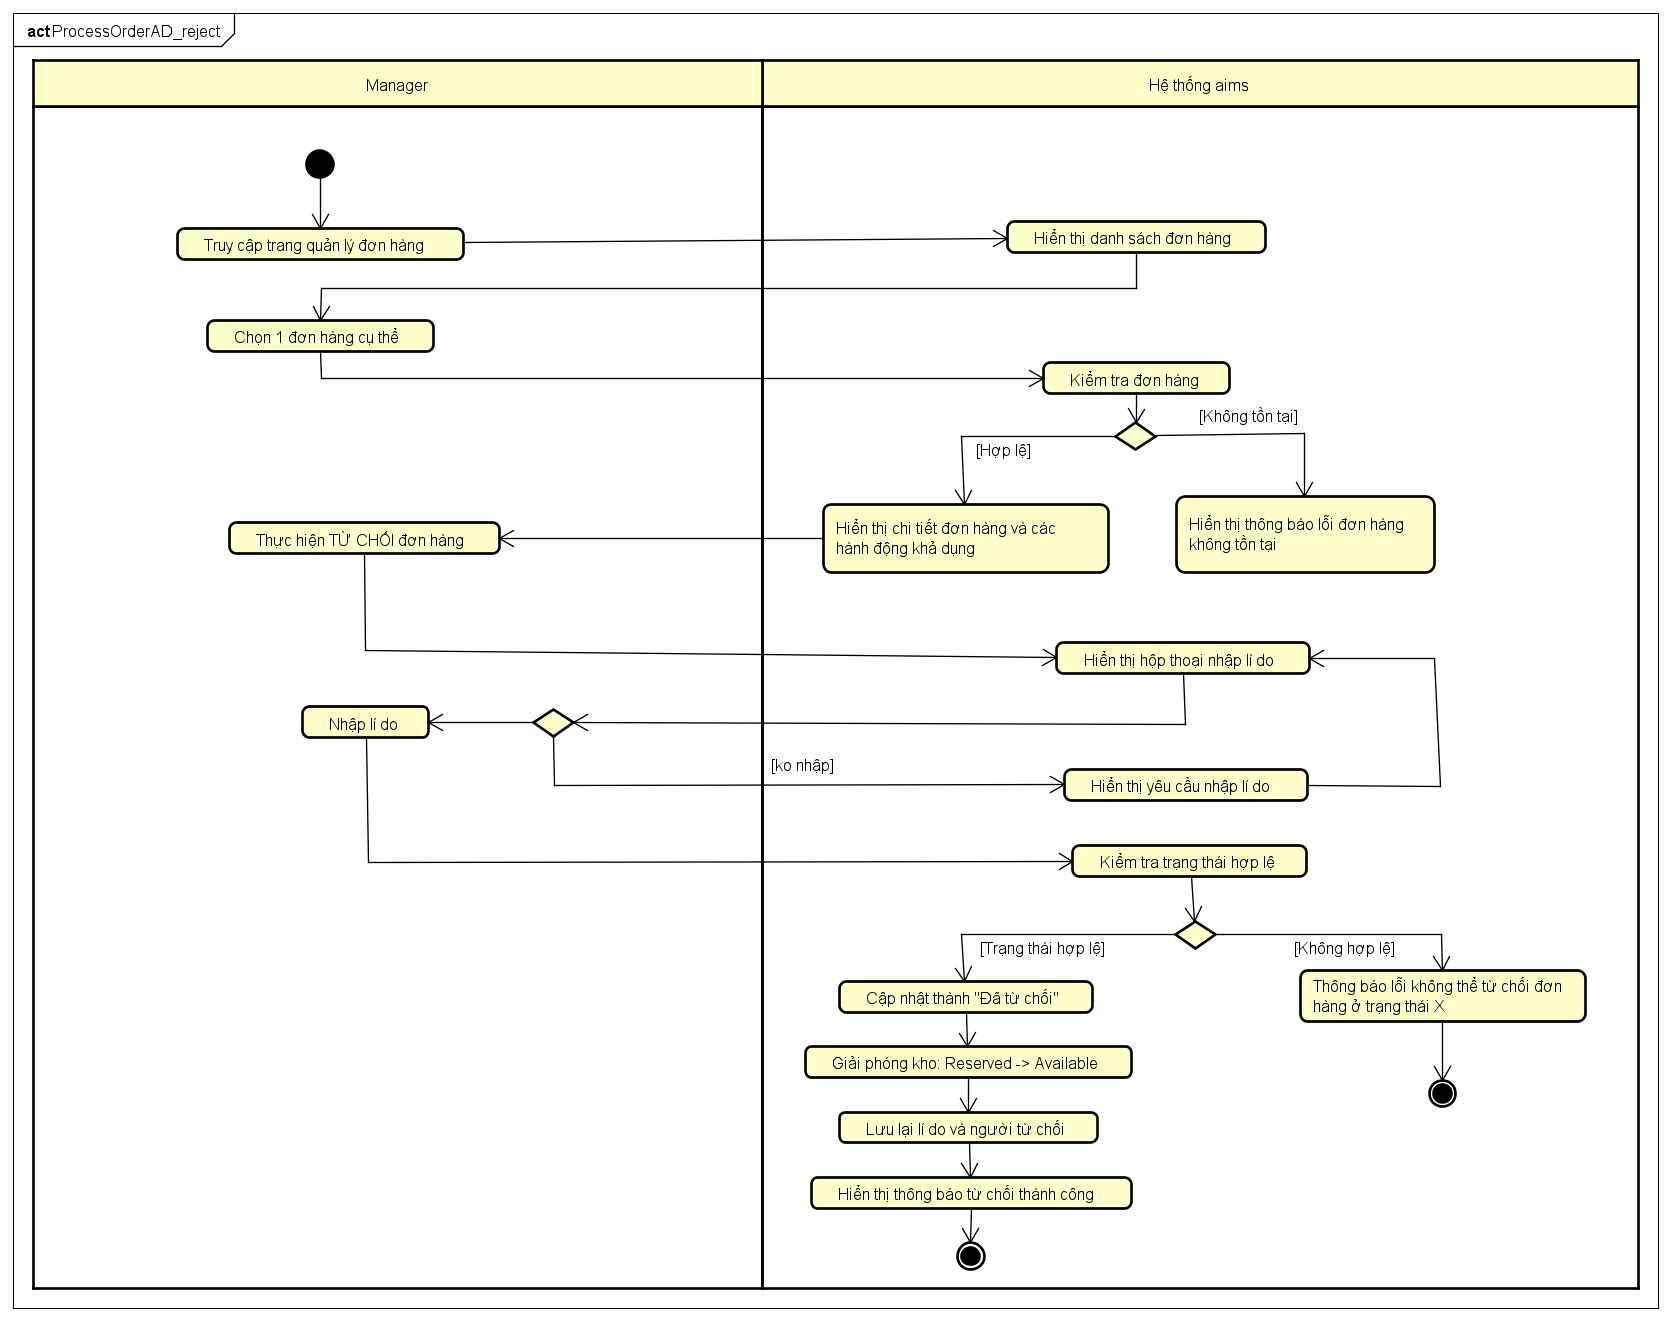 act ProcessOrderAD_reject
Manager
Hệ thống aims
Truy cập trang quản lý đơn hàng
Hiển thị danh sách đơn hàng
Chọn 1 đơn hàng cụ thể
Kiểm tra đơn hàng
[Không tồn tại]
[Hợp lệ]
Hiển thị chi tiết đơn hàng và các
hành động khả dụng
Hiển thị thông báo lỗi đơn hàng
không tồn tại
Thực hiện TỪ CHỐI đơn hàng
Hiển thị hộp thoại nhập lí do
Nhập lí do
[ko nhập]
Hiển thị yêu cầu nhập lí do
Kiểm tra trạng thái hợp lệ
[Trạng thái hợp lệ]
[Không hợp lệ]
Cập nhật thành "Đã từ chối"
Thông báo lỗi không thể từ chối đơn
hàng ở trạng thái X
Giải phóng kho: Reserved -> Available
Lưu lại lí do và người từ chối
Hiển thị thông báo từ chối thành công